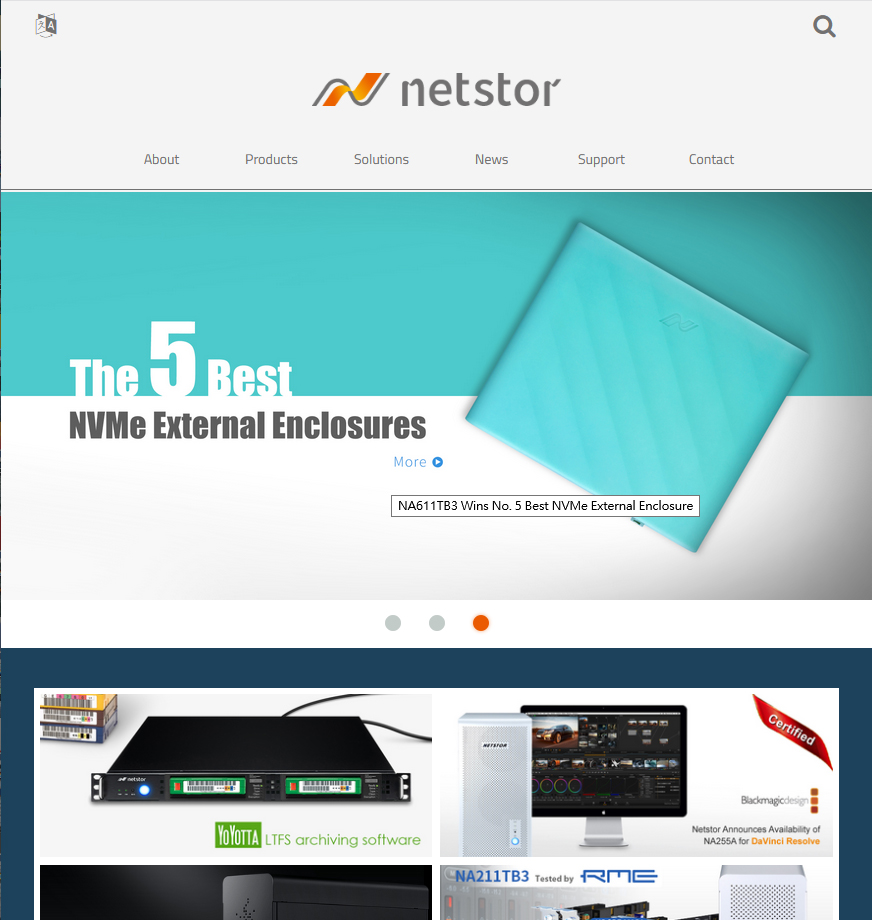 A
netstor
About Products Solutions News Support Contact
The 5 Best
NVMe External Enclosures
More
NA611TB3 Wins No. 5 Best NVMe External Enclosure
netstor
YOYOTTA LTFS archiving software
NETSTOR
Certified
Blackmagicdesign
Netstor Announces Availability of
NA255A for DaVinci Resolve
NA211TB3 Tested by RME